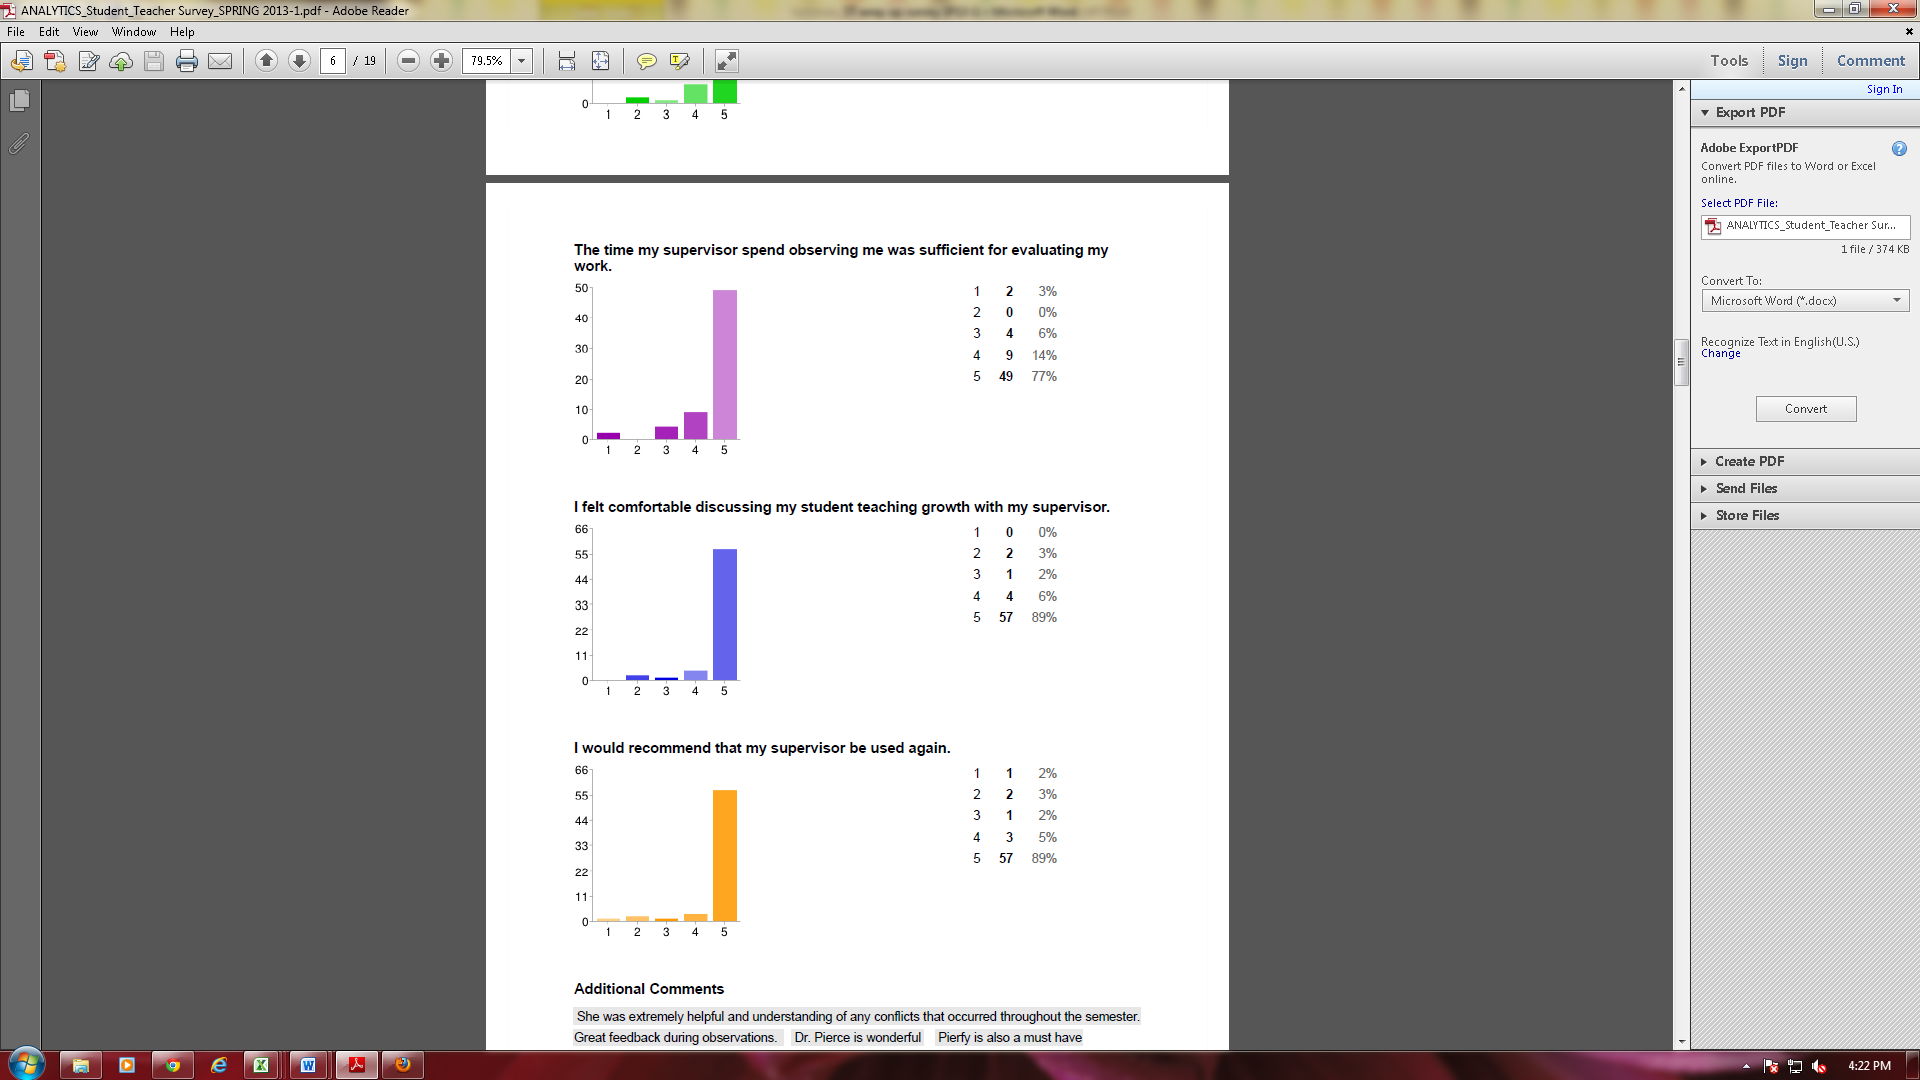 ANALYTICS_Student_Teacher Survey_SPRING 2013-1.pdf - Adobe Reader
File Edit View Window Help
6 / 19 79.5% Tools Sign Comment
Sign In
0
1 2 3 4 5
Export PDF
Adobe ExportPDF
Convert PDF files to Word or Excel
online.
Select PDF File:
ANALYTICS_Student_Teacher Sur...
1 file / 374 KB
Convert To:
Microsoft Word (*.docx)
Recognize Text in English(U.S.)
Change
Convert
Create PDF
Send Files
Store Files
The time my supervisor spend observing me was sufficient for evaluating my
work.
50
40
30
20
10
0
1 2 3 4 5
1 2 3%
2 0 0%
3 4 6%
4 9 14%
5 49 77%
I felt comfortable discussing my student teaching growth with my supervisor.
66
55
44
33
22
11
0
1 2 3 4 5
1 0 0%
2 2 3%
3 1 2%
4 4 6%
5 57 89%
I would recommend that my supervisor be used again.
66
55
44
33
22
11
0
1 2 3 4 5
1 1 2%
2 2 3%
3 1 2%
4 3 5%
5 57 89%
Additional Comments
She was extremely helpful and understanding of any conflicts that occurred throughout the semester.
Great feedback during observations. Dr. Pierce is wonderful Pierfy is also a must have
4:22 PM